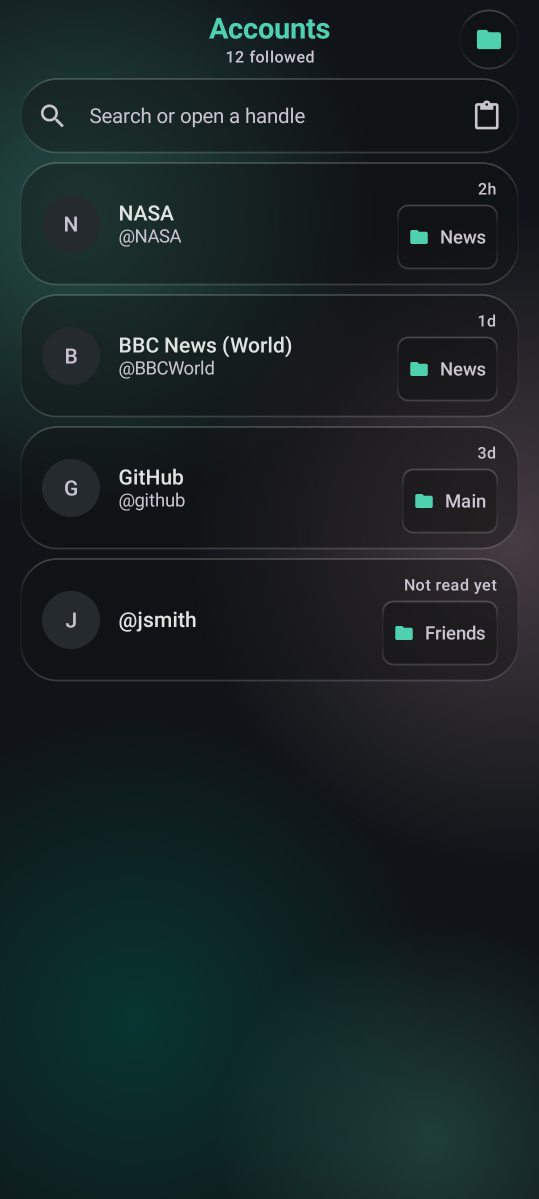 Accounts
12 followed
Search or open a handle
2h
N
NASA
@NASA
News
1d
B
BBC News (World)
@BBCWorld
News
3d
G
GitHub
@github
Main
Not read yet
J
@jsmith
Friends